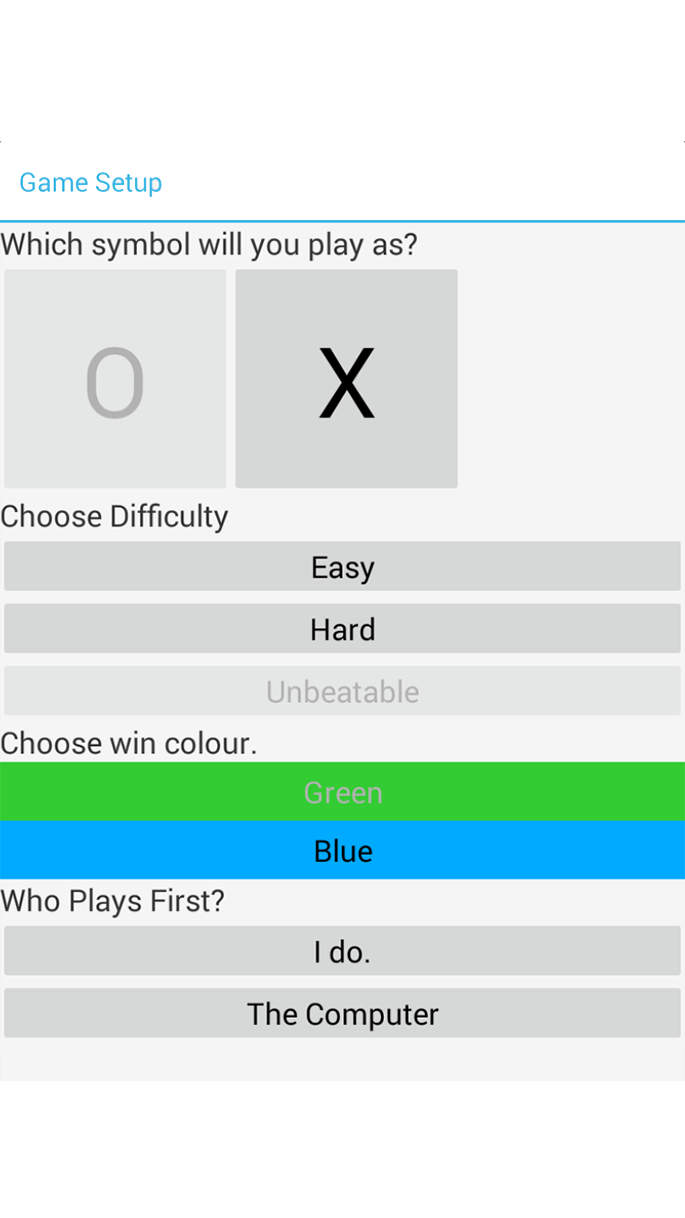 Game Setup
Which symbol will you play as?
O X
Choose Difficulty
Easy
Hard
Unbeatable
Choose win colour.
Green
Blue
Who Plays First?
I do.
The Computer